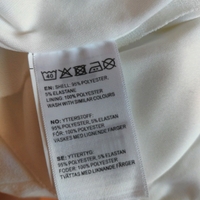 40
EN: SHELL: 95% POLYESTER,
5% ELASTANE
LINING: 100% POLYESTER
WASH WITH SIMILAR COLOURS
NO: YTTERSTOFF:
95% POLYESTER, 5% ELASTAN
FÔR: 100% POLYESTER
VASKES MED LIGNENDE FARGER
SE: YTTERTYG:
95% POLYESTER, 5% ELASTAN
FODER: 100% POLYESTER
TVÄTTAS MED LIKNANDE FÄRGER